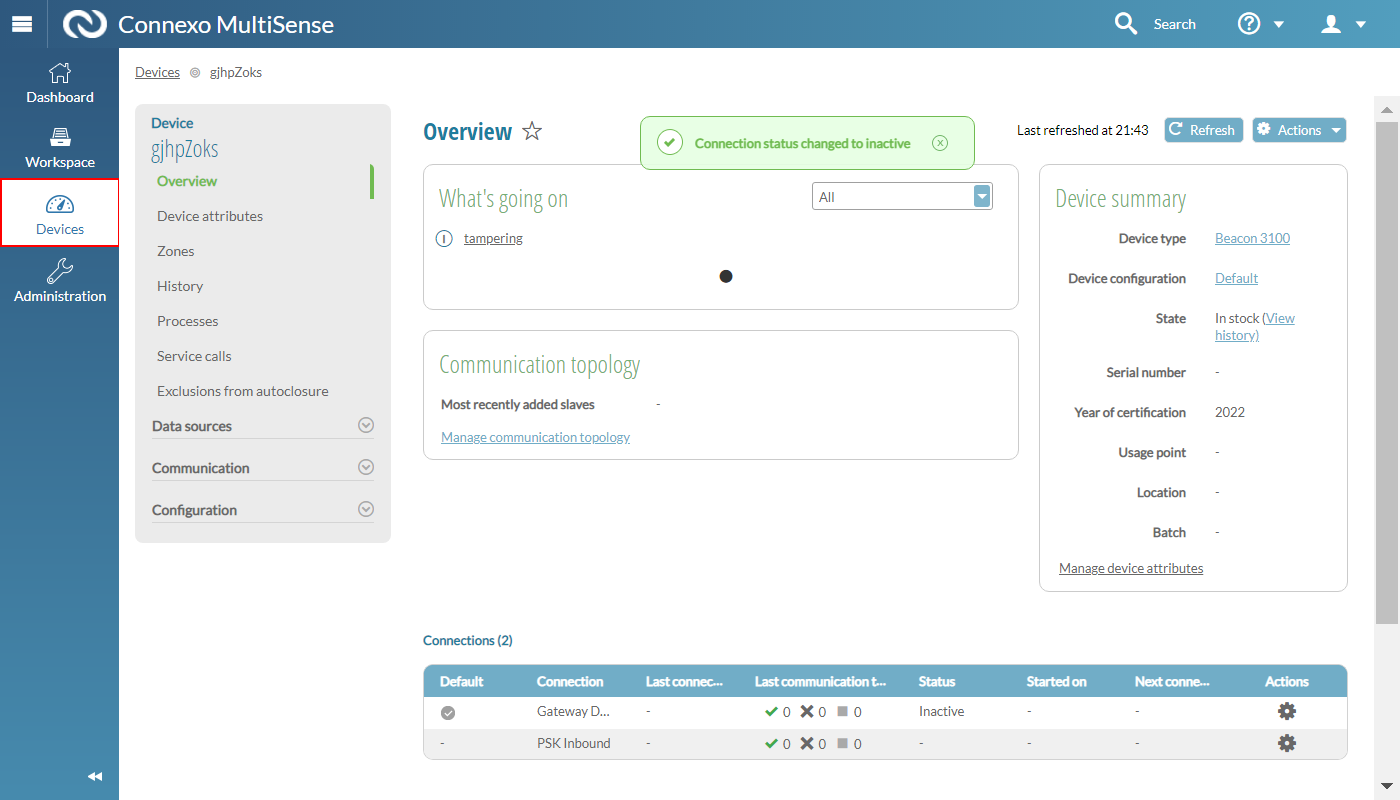 Connexo MultiSense
Search
Dashboard
Workspace
Devices
Administration
Devices gjhpZoks
Device
gjhpZoks
Overview
Device attributes
Zones
History
Processes
Service calls
Exclusions from autoclosure
Data sources
Communication
Configuration
Overview
Connection status changed to inactive
Last refreshed at 21:43
Refresh
Actions
What's going on
All
tampering
Communication topology
Most recently added slaves -
Manage communication topology
Device summary
Device type Beacon 3100
Device configuration Default
State In stock (View
history)
Serial number -
Year of certification 2022
Usage point -
Location -
Batch -
Manage device attributes
Connections (2)
Default Connection Last connec... Last communication t... Status Started on Next conne... Actions
Gateway D... - 0 0 0 Inactive - -
- PSK Inbound - 0 0 0 - - -